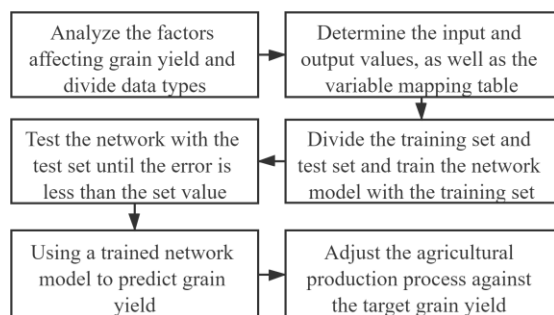 Analyze the factors
affecting grain yield and
divide data types
Determine the input and
output values, as well as the
variable mapping table
Divide the training set and
test set and train the network
model with the training set
Test the network with the
test set until the error is
less than the set value
Using a trained network
model to predict grain
yield
Adjust the agricultural
production process against
the target grain yield